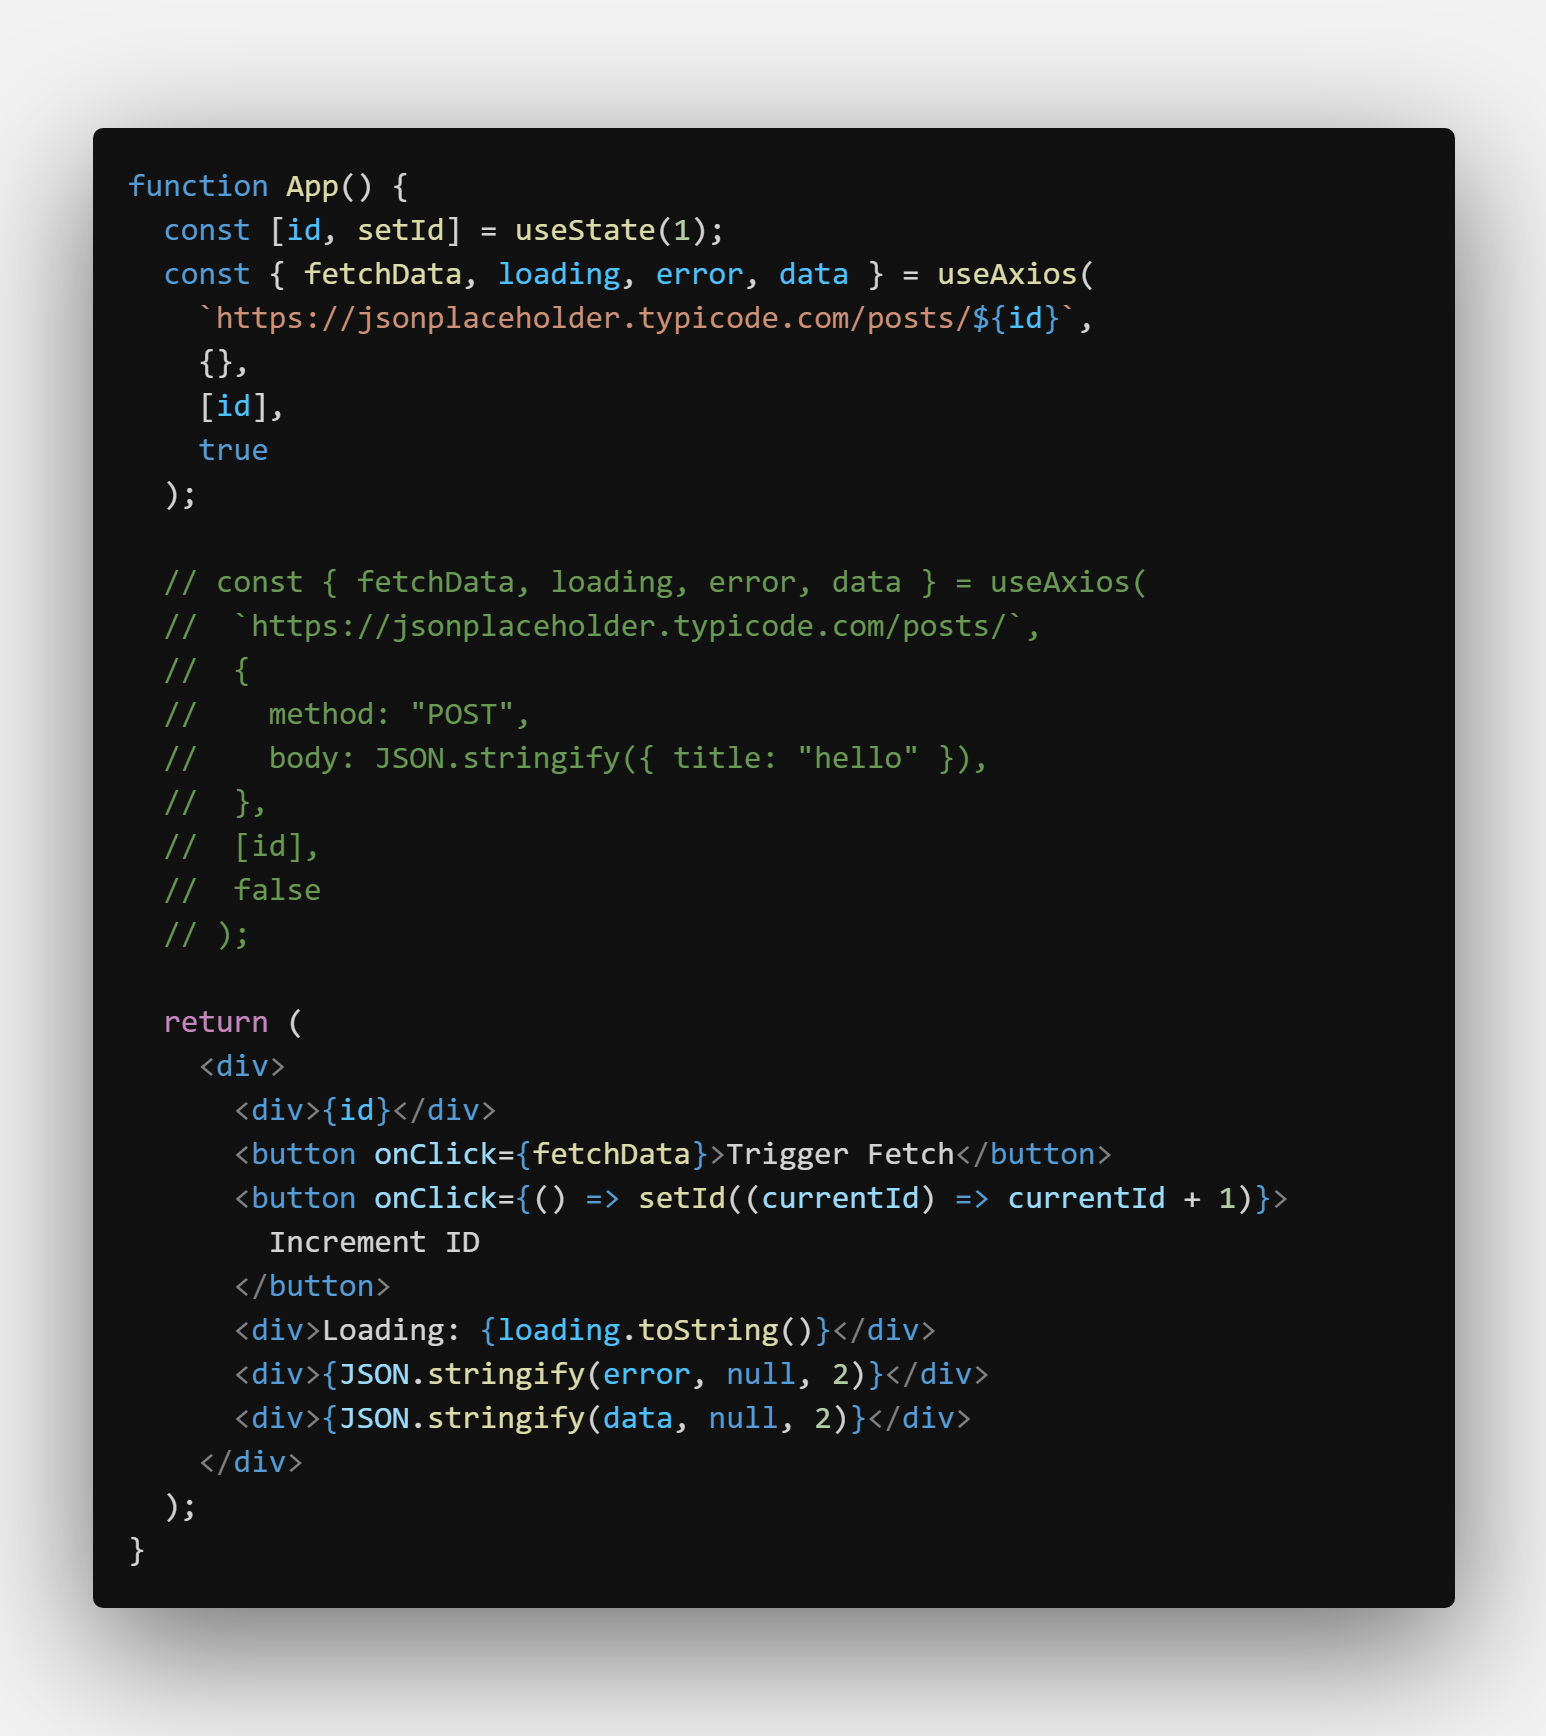 function App() {
  const [id, setId] = useState(1);
  const { fetchData, loading, error, data } = useAxios(
    `https://jsonplaceholder.typicode.com/posts/${id}`,
    {},
    [id],
    true
  );

  // const { fetchData, loading, error, data } = useAxios(
  //  `https://jsonplaceholder.typicode.com/posts/`,
  //  {
  //    method: "POST",
  //    body: JSON.stringify({ title: "hello" }),
  //  },
  //  [id],
  //  false
  // );

  return (
    <div>
      <div>{id}</div>
      <button onClick={fetchData}>Trigger Fetch</button>
      <button onClick={() => setId((currentId) => currentId + 1)}>
        Increment ID
      </button>
      <div>Loading: {loading.toString()}</div>
      <div>{JSON.stringify(error, null, 2)}</div>
      <div>{JSON.stringify(data, null, 2)}</div>
    </div>
  );
}